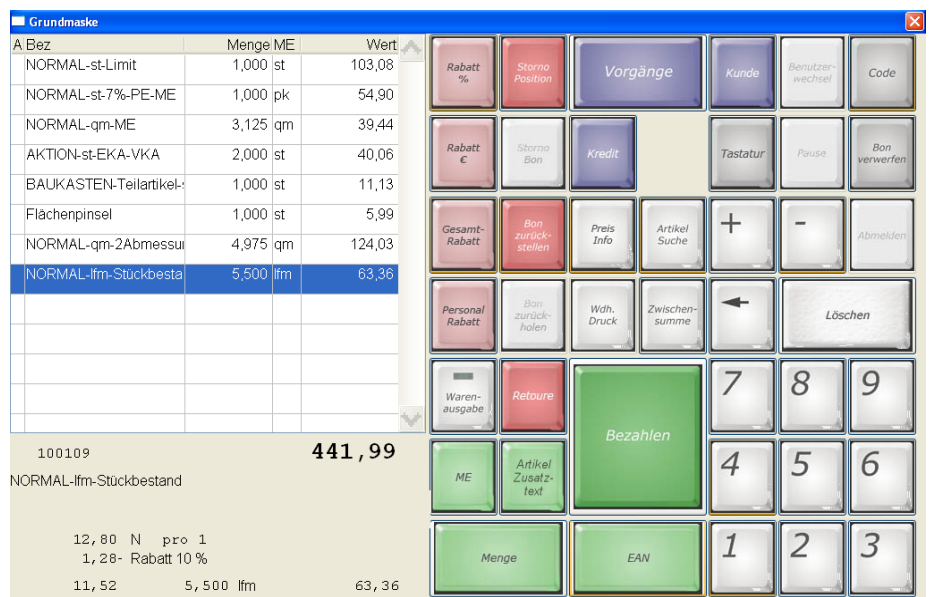 Grundmaske
A Bez Menge ME Wert
NORMAL-st-Limit 1,000 st 103,08
NORMAL-st-7%-PE-ME 1,000 pk 54,90
NORMAL-qm-ME 3,125 qm 39,44
AKTION-st-EKA-VKA 2,000 st 40,06
BAUKASTEN-Teilartikel- 1,000 st 11,13
Flächenpinsel 1,000 st 5,99
NORMAL-qm-2Abmessu 4,975 qm 124,03
NORMAL-lfm-Stückbesta 5,500 lfm 63,36
100109 441,99
NORMAL-lfm-Stückbestand
12,80 N pro 1
1,28- Rabatt 10 %
11,52 5,500 lfm 63,36
Rabatt
%
Storno
Position
Vorgänge
Kunde
Benutzer-
wechsel
Code
Rabatt
€
Storno
Bon
Kredit
Tastatur
Pause
Bon
verwerfen
Gesamt-
Rabatt
Bon
zurück-
stellen
Preis
Info
Artikel
Suche
+
-
Abmelden
Personal
Rabatt
Bon
zurück-
holen
Wdh.
Druck
Zwischen-
summe
Löschen
Waren-
ausgabe
Retoure
Bezahlen
7
8
9
ME
Artikel
Zusatz-
text
4
5
6
Menge
EAN
1
2
3